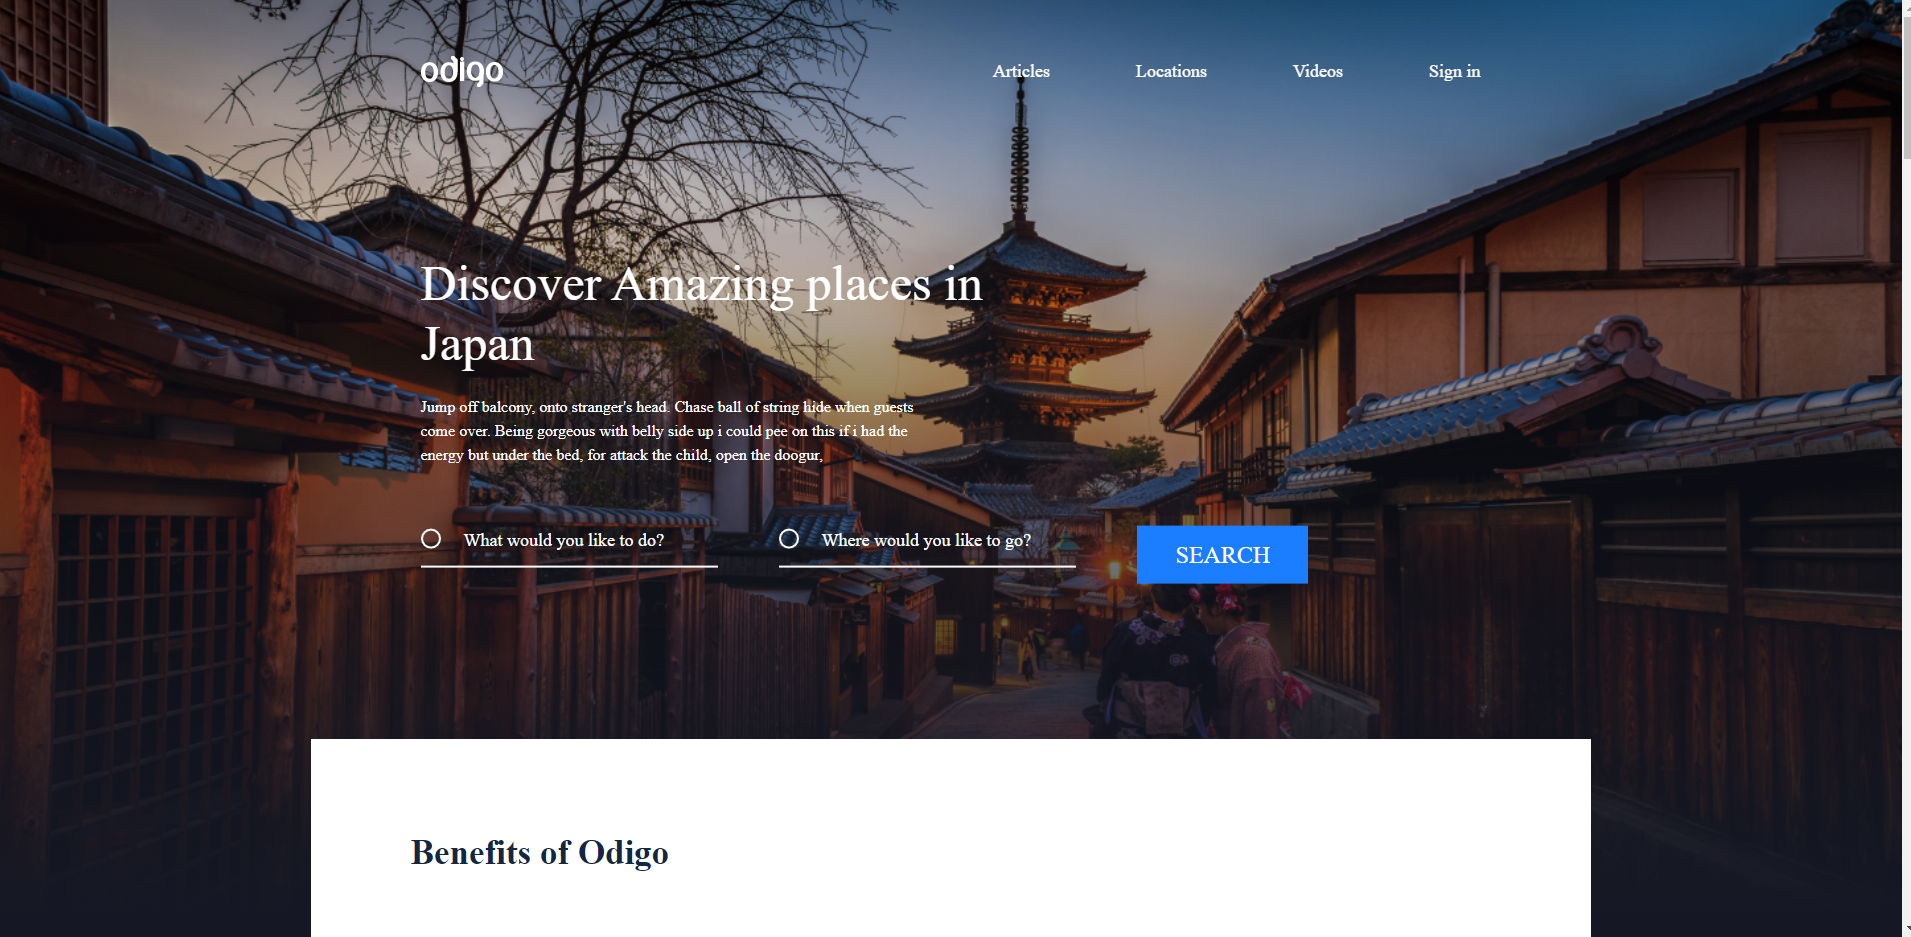 odigo
Articles
Locations
Videos
Sign in
Discover Amazing places in
Japan
Jump off balcony, onto stranger's head. Chase ball of string hide when guests
come over. Being gorgeous with belly side up i could pee on this if i had the
energy but under the bed, for attack the child, open the doogur,
What would you like to do?
Where would you like to go?
SEARCH
Benefits of Odigo